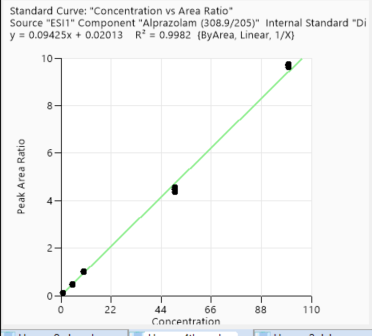 Standard Curve: "Concentration vs Area Ratio"
Source "ESI1" Component "Alprazolam (308.9/205)" Internal Standard "Di
y = 0.09425x + 0.02013 R² = 0.9982 (ByArea, Linear, 1/X)
10
8
6
4
2
0
Peak Area Ratio
0 22 44 66 88 110
Concentration